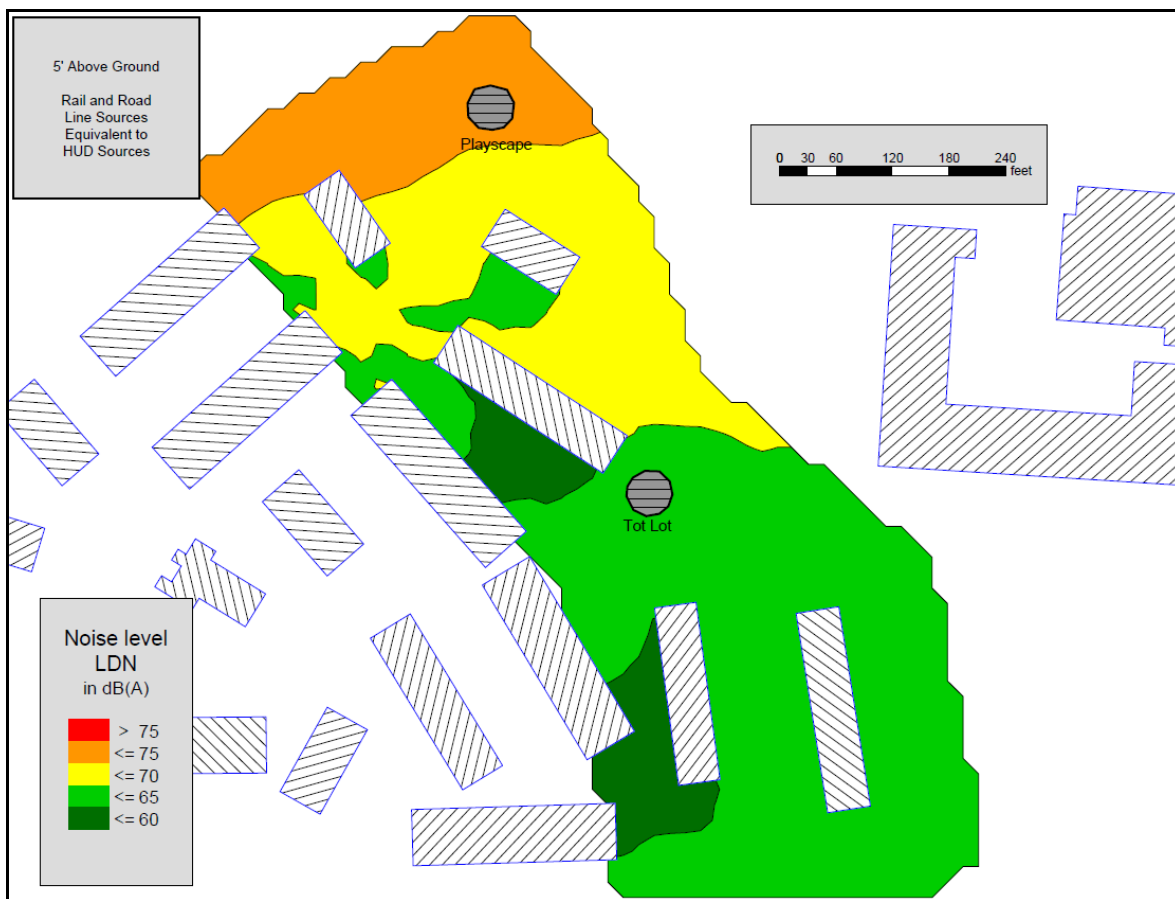 5' Above Ground
Rail and Road
Line Sources
Equivalent to
HUD Sources
Playscape
0 30 60 120 180 240
feet
Tot Lot
Noise level
LDN
in dB(A)
> 75
<= 75
<= 70
<= 65
<= 60